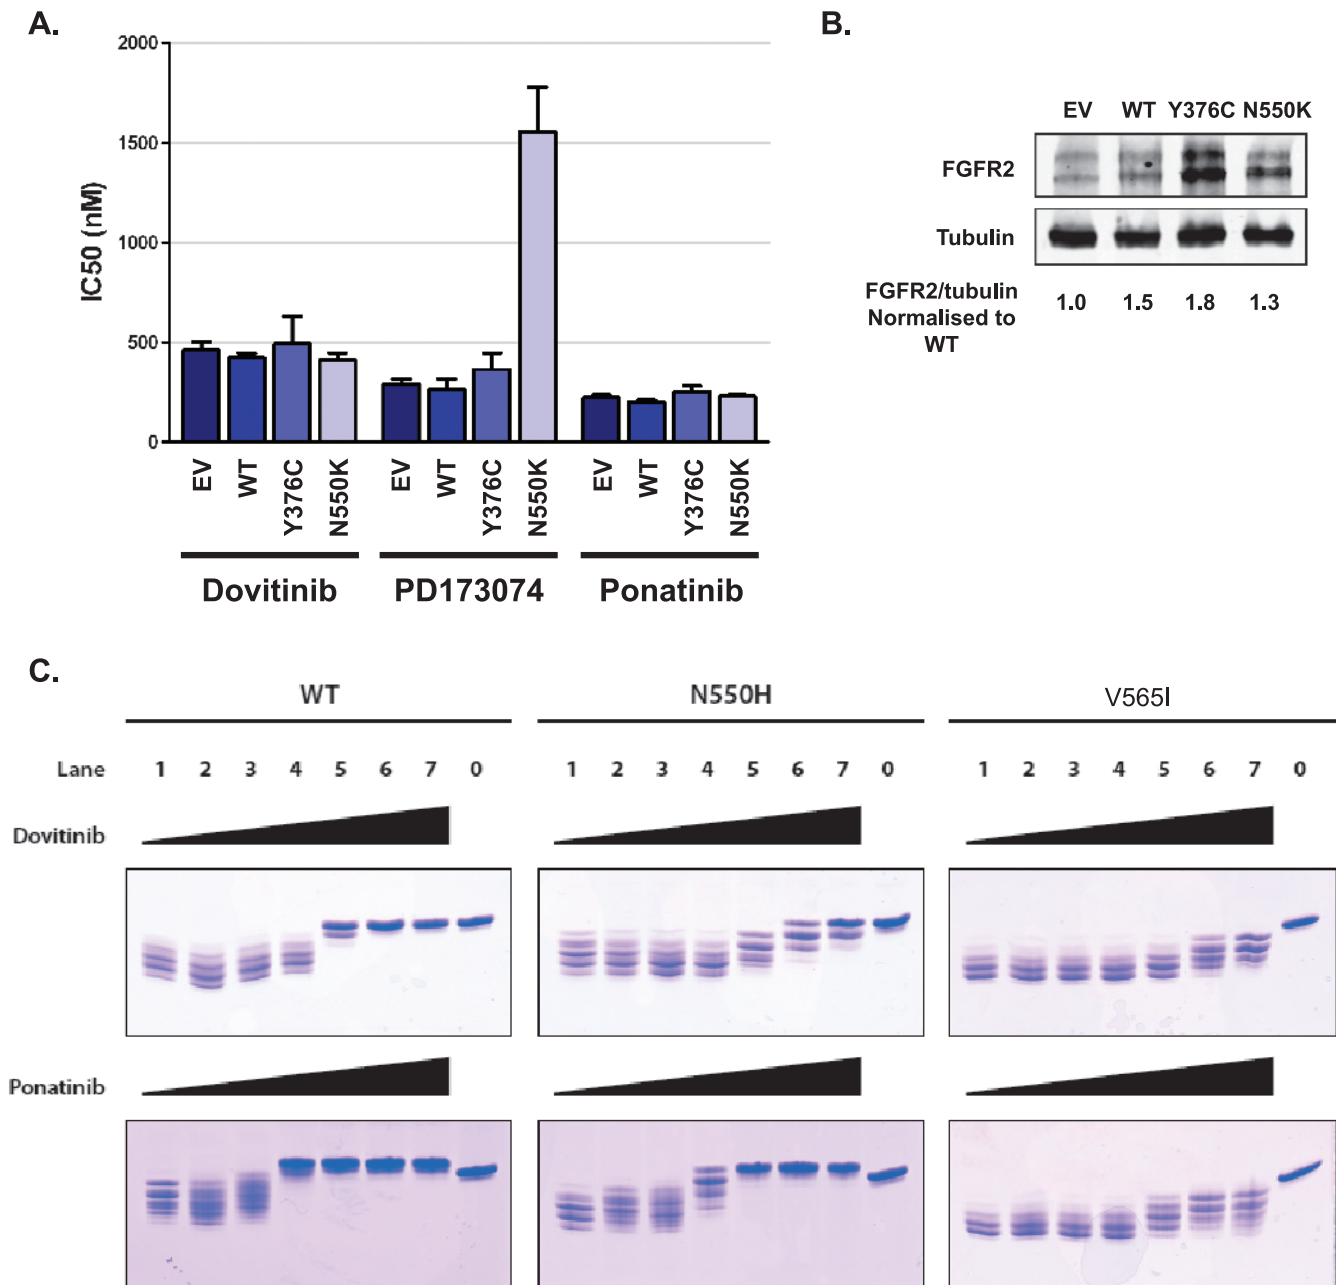 A.
2000
1500
1000
500
0
IC50 (nM)
EV
WT
Y376C
N550K
EV
WT
Y376C
N550K
EV
WT
Y376C
N550K
Dovitinib
PD173074
Ponatinib
B.
EV WT Y376C N550K
FGFR2
Tubulin
FGFR2/tubulin
Normalised to
WT
1.0 1.5 1.8 1.3
C.
WT
N550H
V565I
Lane 1 2 3 4 5 6 7 0 1 2 3 4 5 6 7 0 1 2 3 4 5 6 7 0
Dovitinib
Ponatinib